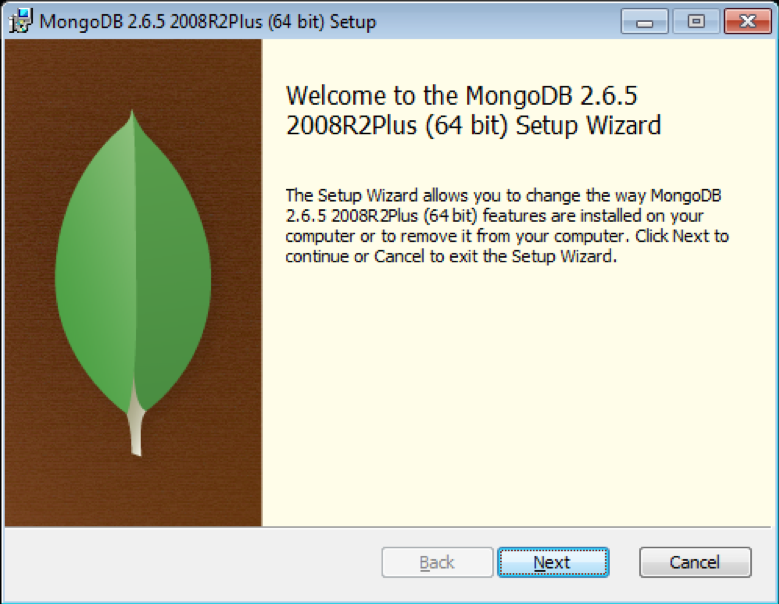 MongoDB 2.6.5 2008R2Plus (64 bit) Setup
Welcome to the MongoDB 2.6.5
2008R2Plus (64 bit) Setup Wizard
The Setup Wizard allows you to change the way MongoDB
2.6.5 2008R2Plus (64 bit) features are installed on your
computer or to remove it from your computer. Click Next to
continue or Cancel to exit the Setup Wizard.
Back Next Cancel